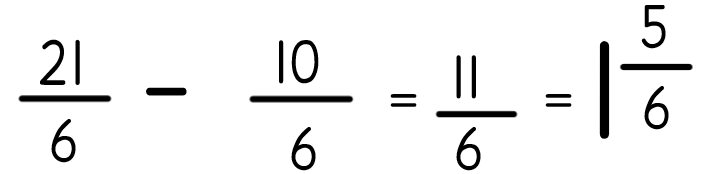 21/6 - 10/6 = 11/6 = 1 5/6